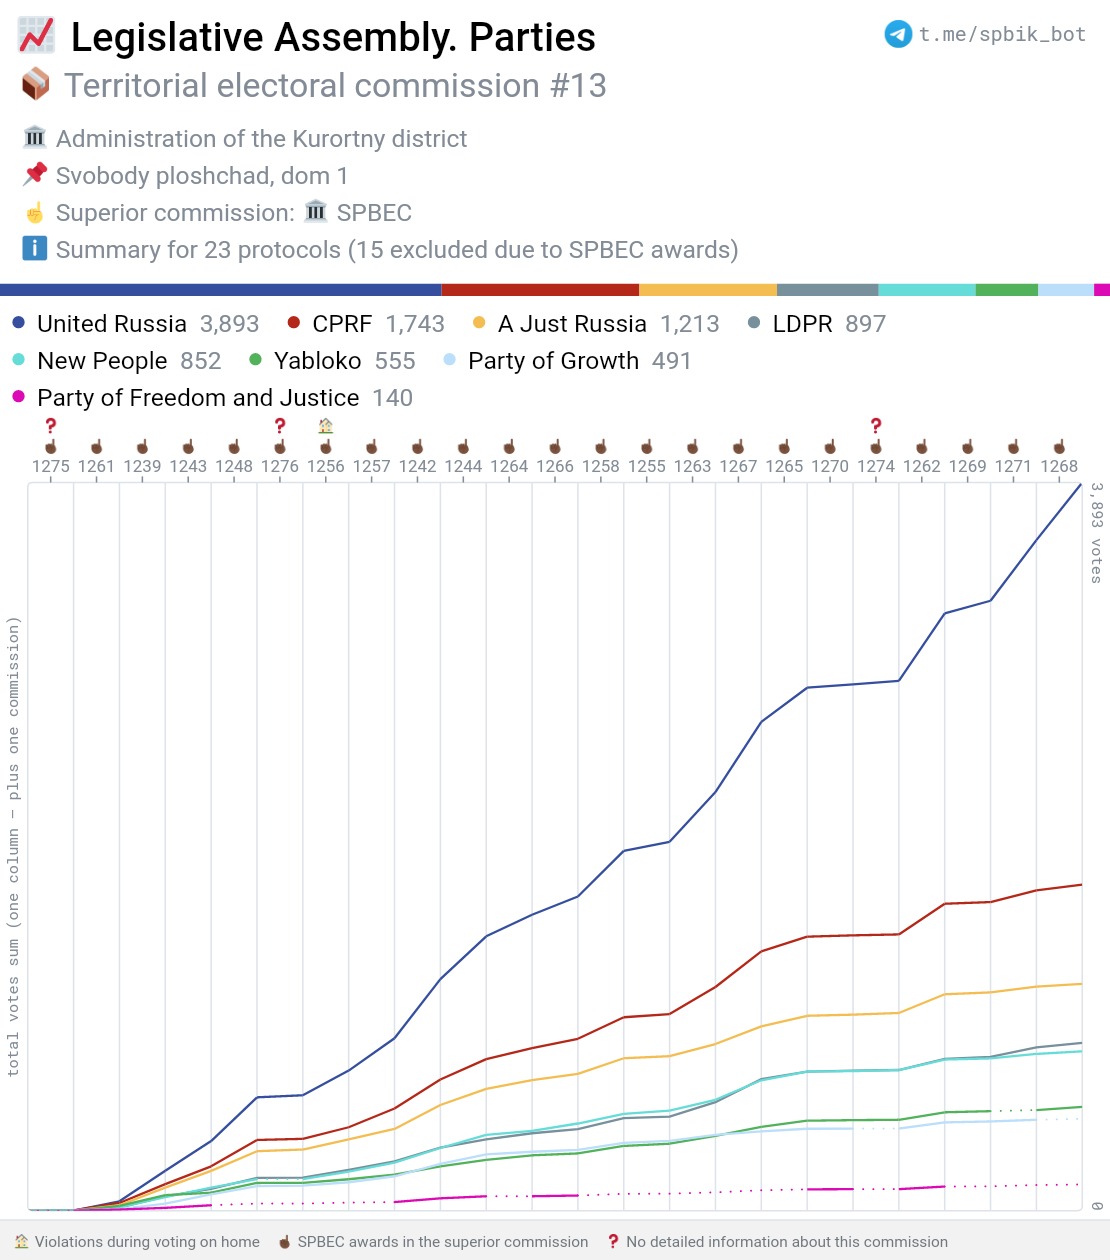 Legislative Assembly. Parties
t.me/spbik_bot
Territorial electoral commission #13
Administration of the Kurortny district
Svobody ploshchad, dom 1
Superior commission: SPBEC
Summary for 23 protocols (15 excluded due to SPBEC awards)
United Russia 3,893 CPRF 1,743 A Just Russia 1,213 LDPR 897
New People 852 Yabloko 555 Party of Growth 491
Party of Freedom and Justice 140
1275 1261 1239 1243 1248 1276 1256 1257 1242 1244 1264 1266 1258 1255 1263 1267 1265 1270 1274 1262 1269 1271 1268
3,893 votes
total votes sum (one column – plus one commission)
0
Violations during voting on home SPBEC awards in the superior commission No detailed information about this commission